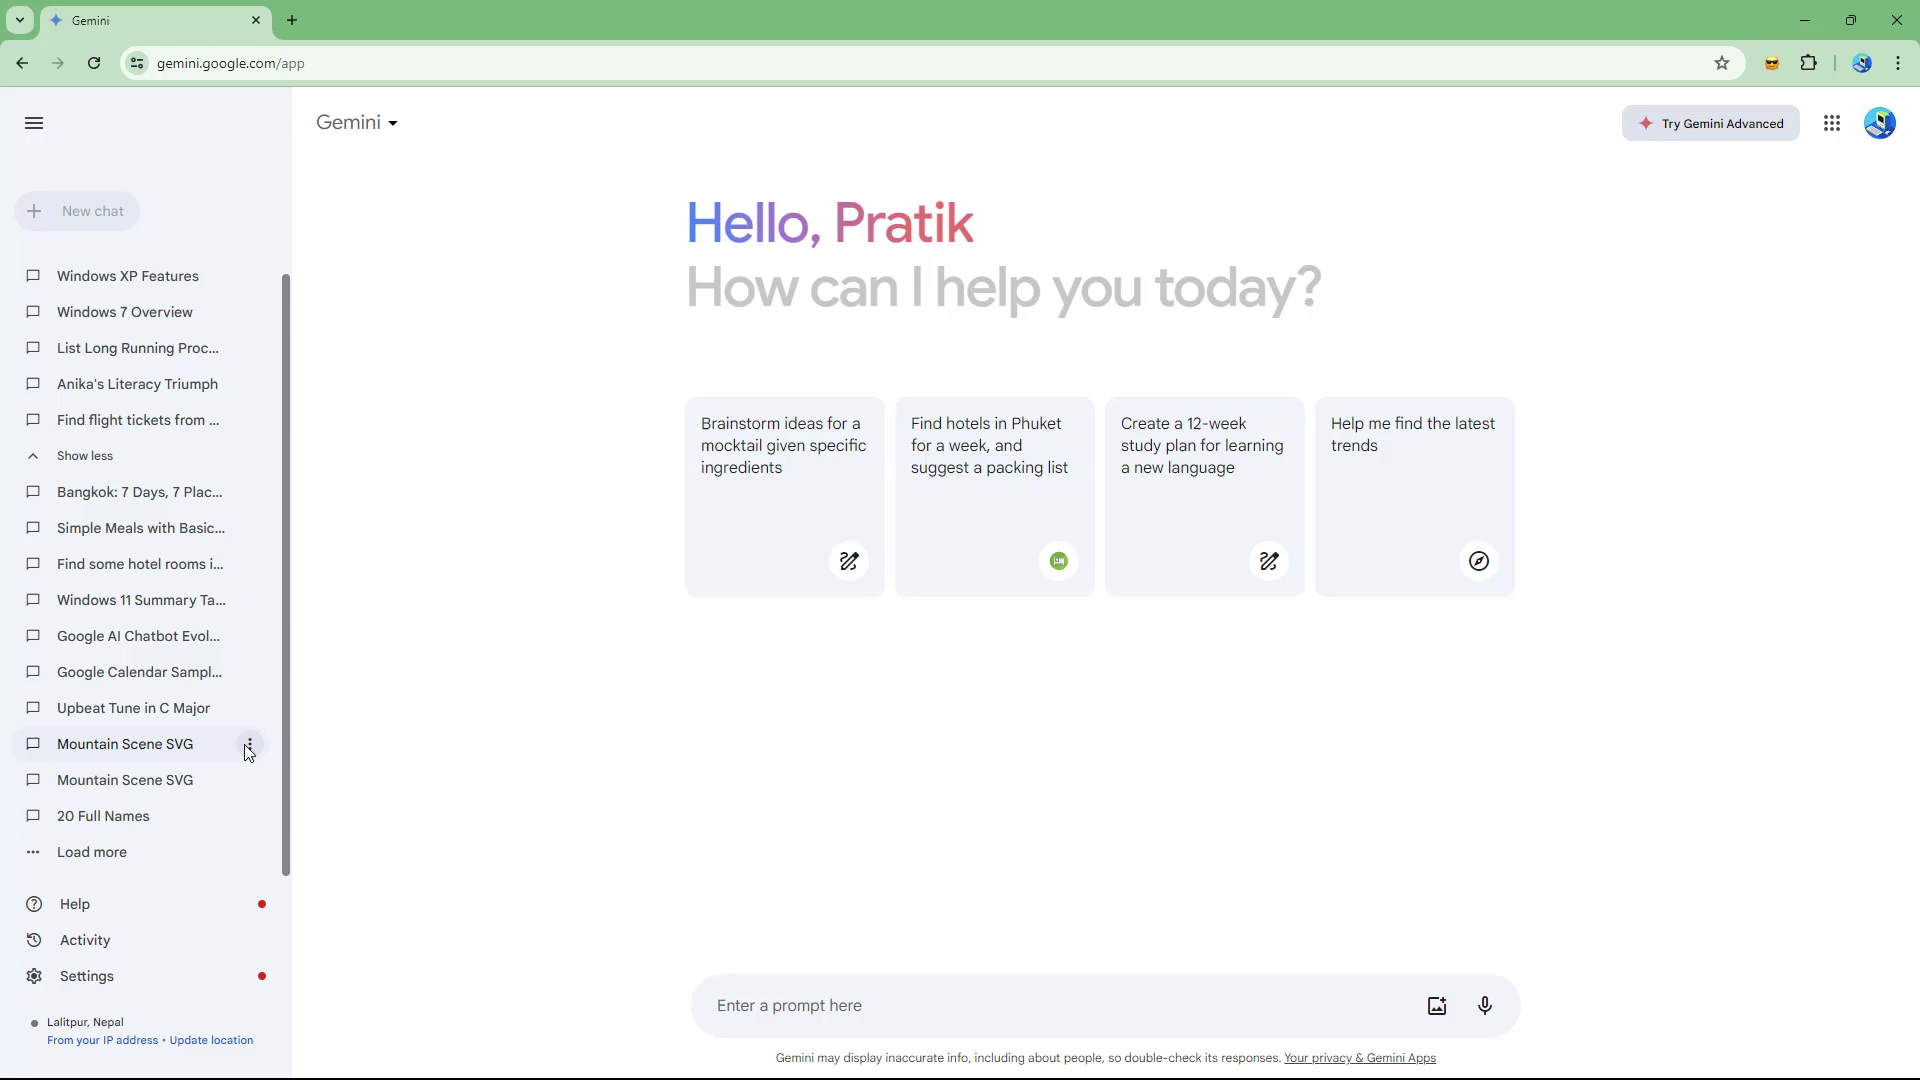 Gemini
gemini.google.com/app
Gemini
Try Gemini Advanced
New chat
Windows XP Features
Windows 7 Overview
List Long Running Proc...
Anika's Literacy Triumph
Find flight tickets from ...
Show less
Bangkok: 7 Days, 7 Plac...
Simple Meals with Basic...
Find some hotel rooms i...
Windows 11 Summary Ta...
Google AI Chatbot Evol...
Google Calendar Sampl...
Upbeat Tune in C Major
Mountain Scene SVG
Mountain Scene SVG
20 Full Names
Load more
Help
Activity
Settings
Lalitpur, Nepal
From your IP address • Update location
Hello, Pratik
How can I help you today?
Brainstorm ideas for a
mocktail given specific
ingredients
Find hotels in Phuket
for a week, and
suggest a packing list
Create a 12-week
study plan for learning
a new language
Help me find the latest
trends
Enter a prompt here
Gemini may display inaccurate info, including about people, so double-check its responses. Your privacy & Gemini Apps